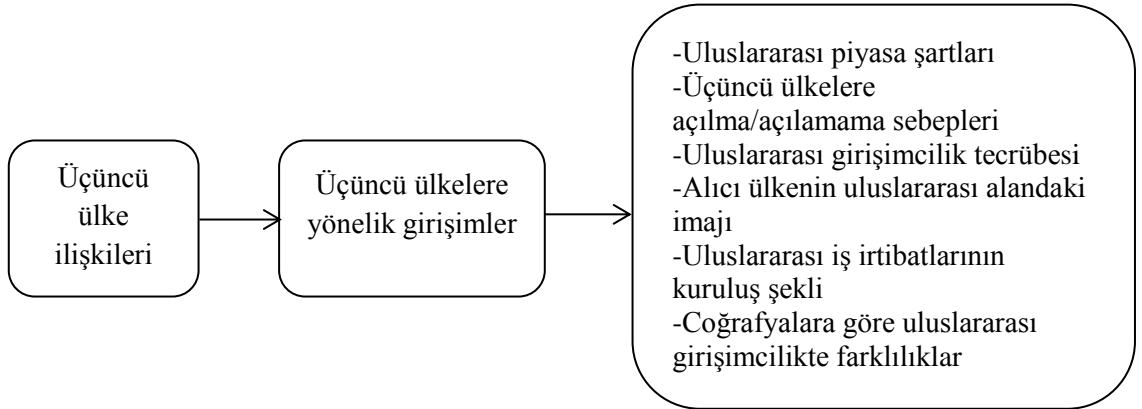 Üçüncü
ülke
ilişkileri
Üçüncü ülkelere
yönelik girişimler
-Uluslararası piyasa şartları
-Üçüncü ülkelere
açılma/açılamama sebepleri
-Uluslararası girişimcilik tecrübesi
-Alıcı ülkenin uluslararası alandaki
imajı
-Uluslararası iş irtibatlarının
kuruluş şekli
-Coğrafyalara göre uluslararası
girişimcilikte farklılıklar